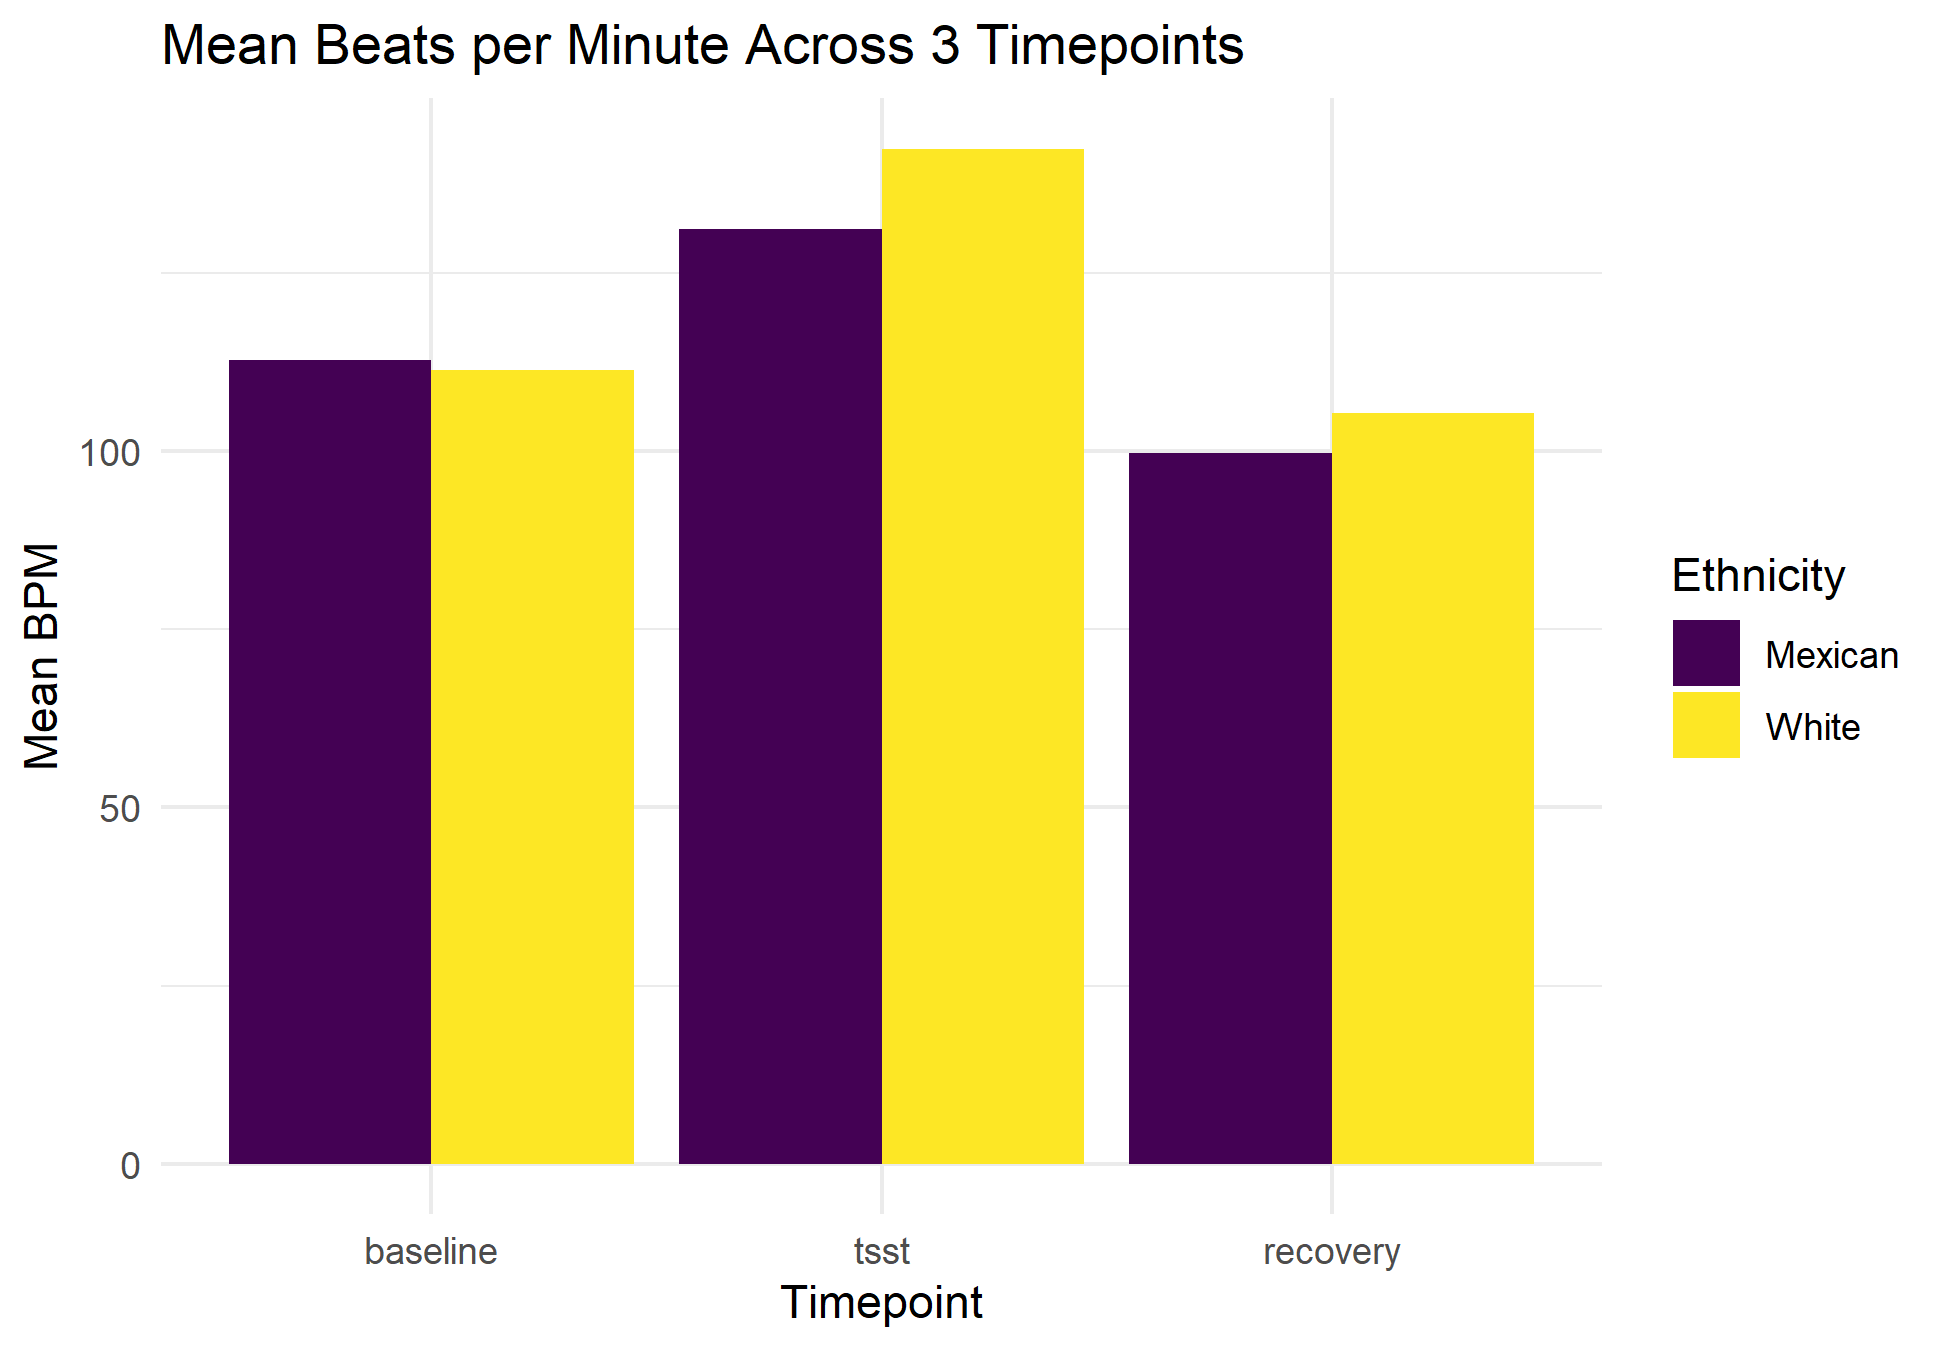 Mean Beats per Minute Across 3 Timepoints
Mean BPM
100
50
0
baseline tsst recovery
Timepoint
Ethnicity
Mexican
White